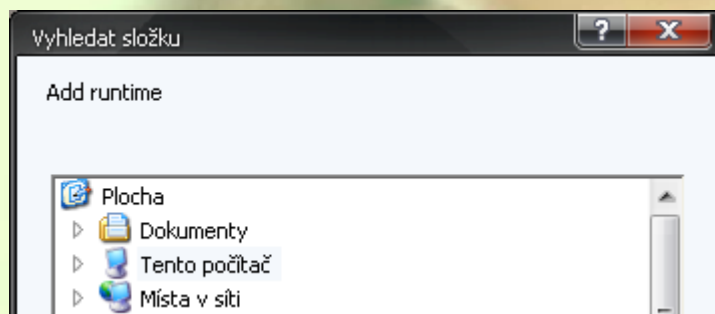 Vyhledat složku
Add runtime
Plocha
Dokumenty
Tento počítač
Místa v síti